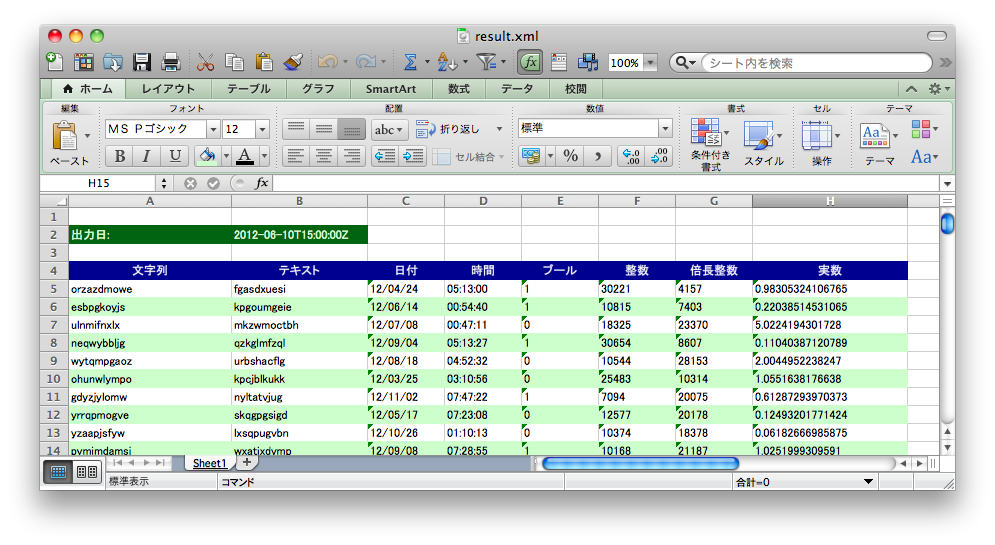 result.xml
100%
シート内を検索
ホーム レイアウト テーブル グラフ SmartArt 数式 データ 校閲
編集 フォント 配置 数値 書式 セル テーマ
MS Pゴシック 12 abc 折り返し 標準
ペースト B I U A セル結合 % , 条件付き書式 スタイル 操作 Aa テーマ Aa
H15 fx
A B C D E F G H
1
2 出力日: 2012-06-10T15:00:00Z
3
4 文字列 テキスト 日付 時間 ブール 整数 倍長整数 実数
5 orzazdmowe fgasdxuesi 12/04/24 05:13:00 1 30221 4157 0.98305324106765
6 esbpgkoyjs kpgoumgeie 12/06/14 00:54:40 1 10815 7403 0.22038514531065
7 ulnmifnxlx mkzwmoctbh 12/07/08 00:47:11 0 18325 23370 5.0224194301728
8 neqwybbljg qzkglmfzql 12/09/04 05:13:27 1 30654 8607 0.11040387120789
9 wytqmpgaoz urbshacflg 12/08/18 04:52:32 0 10544 28153 2.0044952238247
10 ohunwlympo kpcjblkukk 12/03/25 03:10:56 0 25483 10314 1.0551638176638
11 gdyzjylomw nyltatvjug 12/11/02 07:47:22 1 7094 20075 0.61287293970373
12 yrrqpmogve skqgpgsigd 12/05/17 07:23:08 0 12577 20178 0.12493201771424
13 yzaapjsfyw lxsqpugvbn 12/10/26 01:10:13 0 10374 18378 0.06182666985875
14 pvmimdamsi wxatixdvmp 12/09/08 07:28:55 1 10168 21187 1.0251999309591
Sheet1
標準表示 コマンド 合計=0